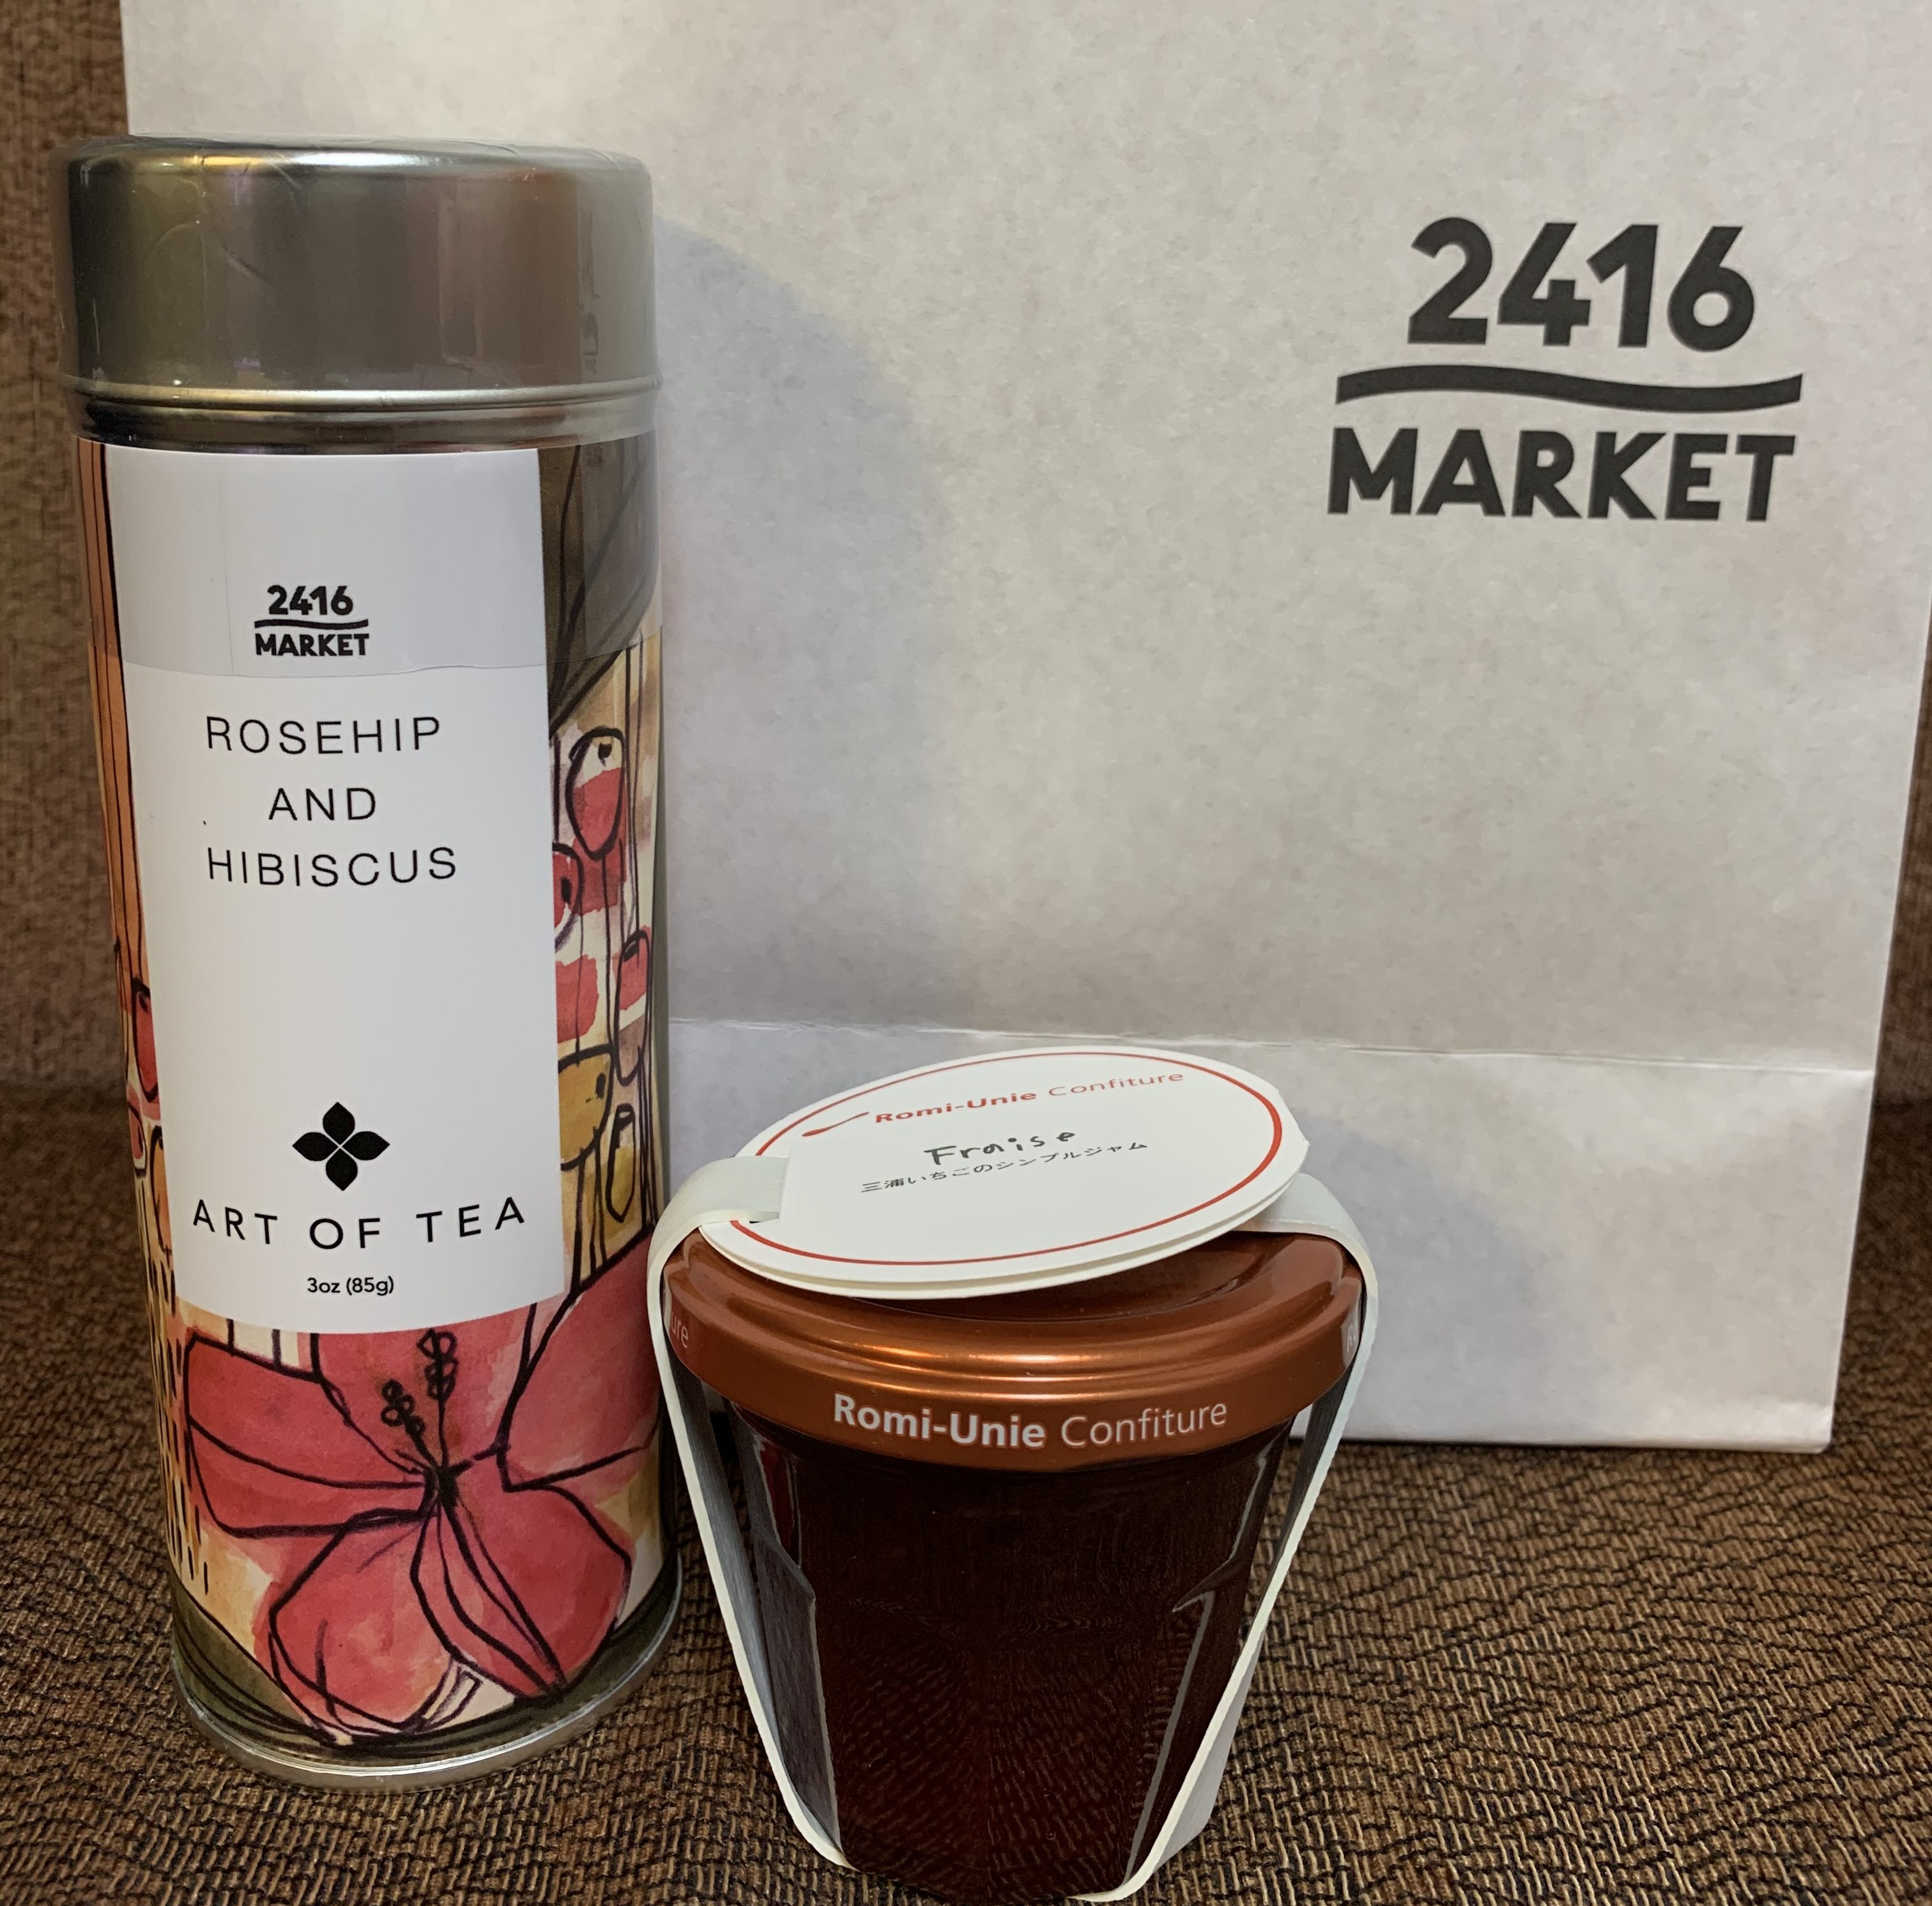 2416
MARKET
2416
MARKET
ROSEHIP
AND
HIBISCUS
ART OF TEA
3oz (85g)
Romi-Unie Confiture
Fraise
三浦いちごのシンプルジャム
ure
Romi-Unie Confiture